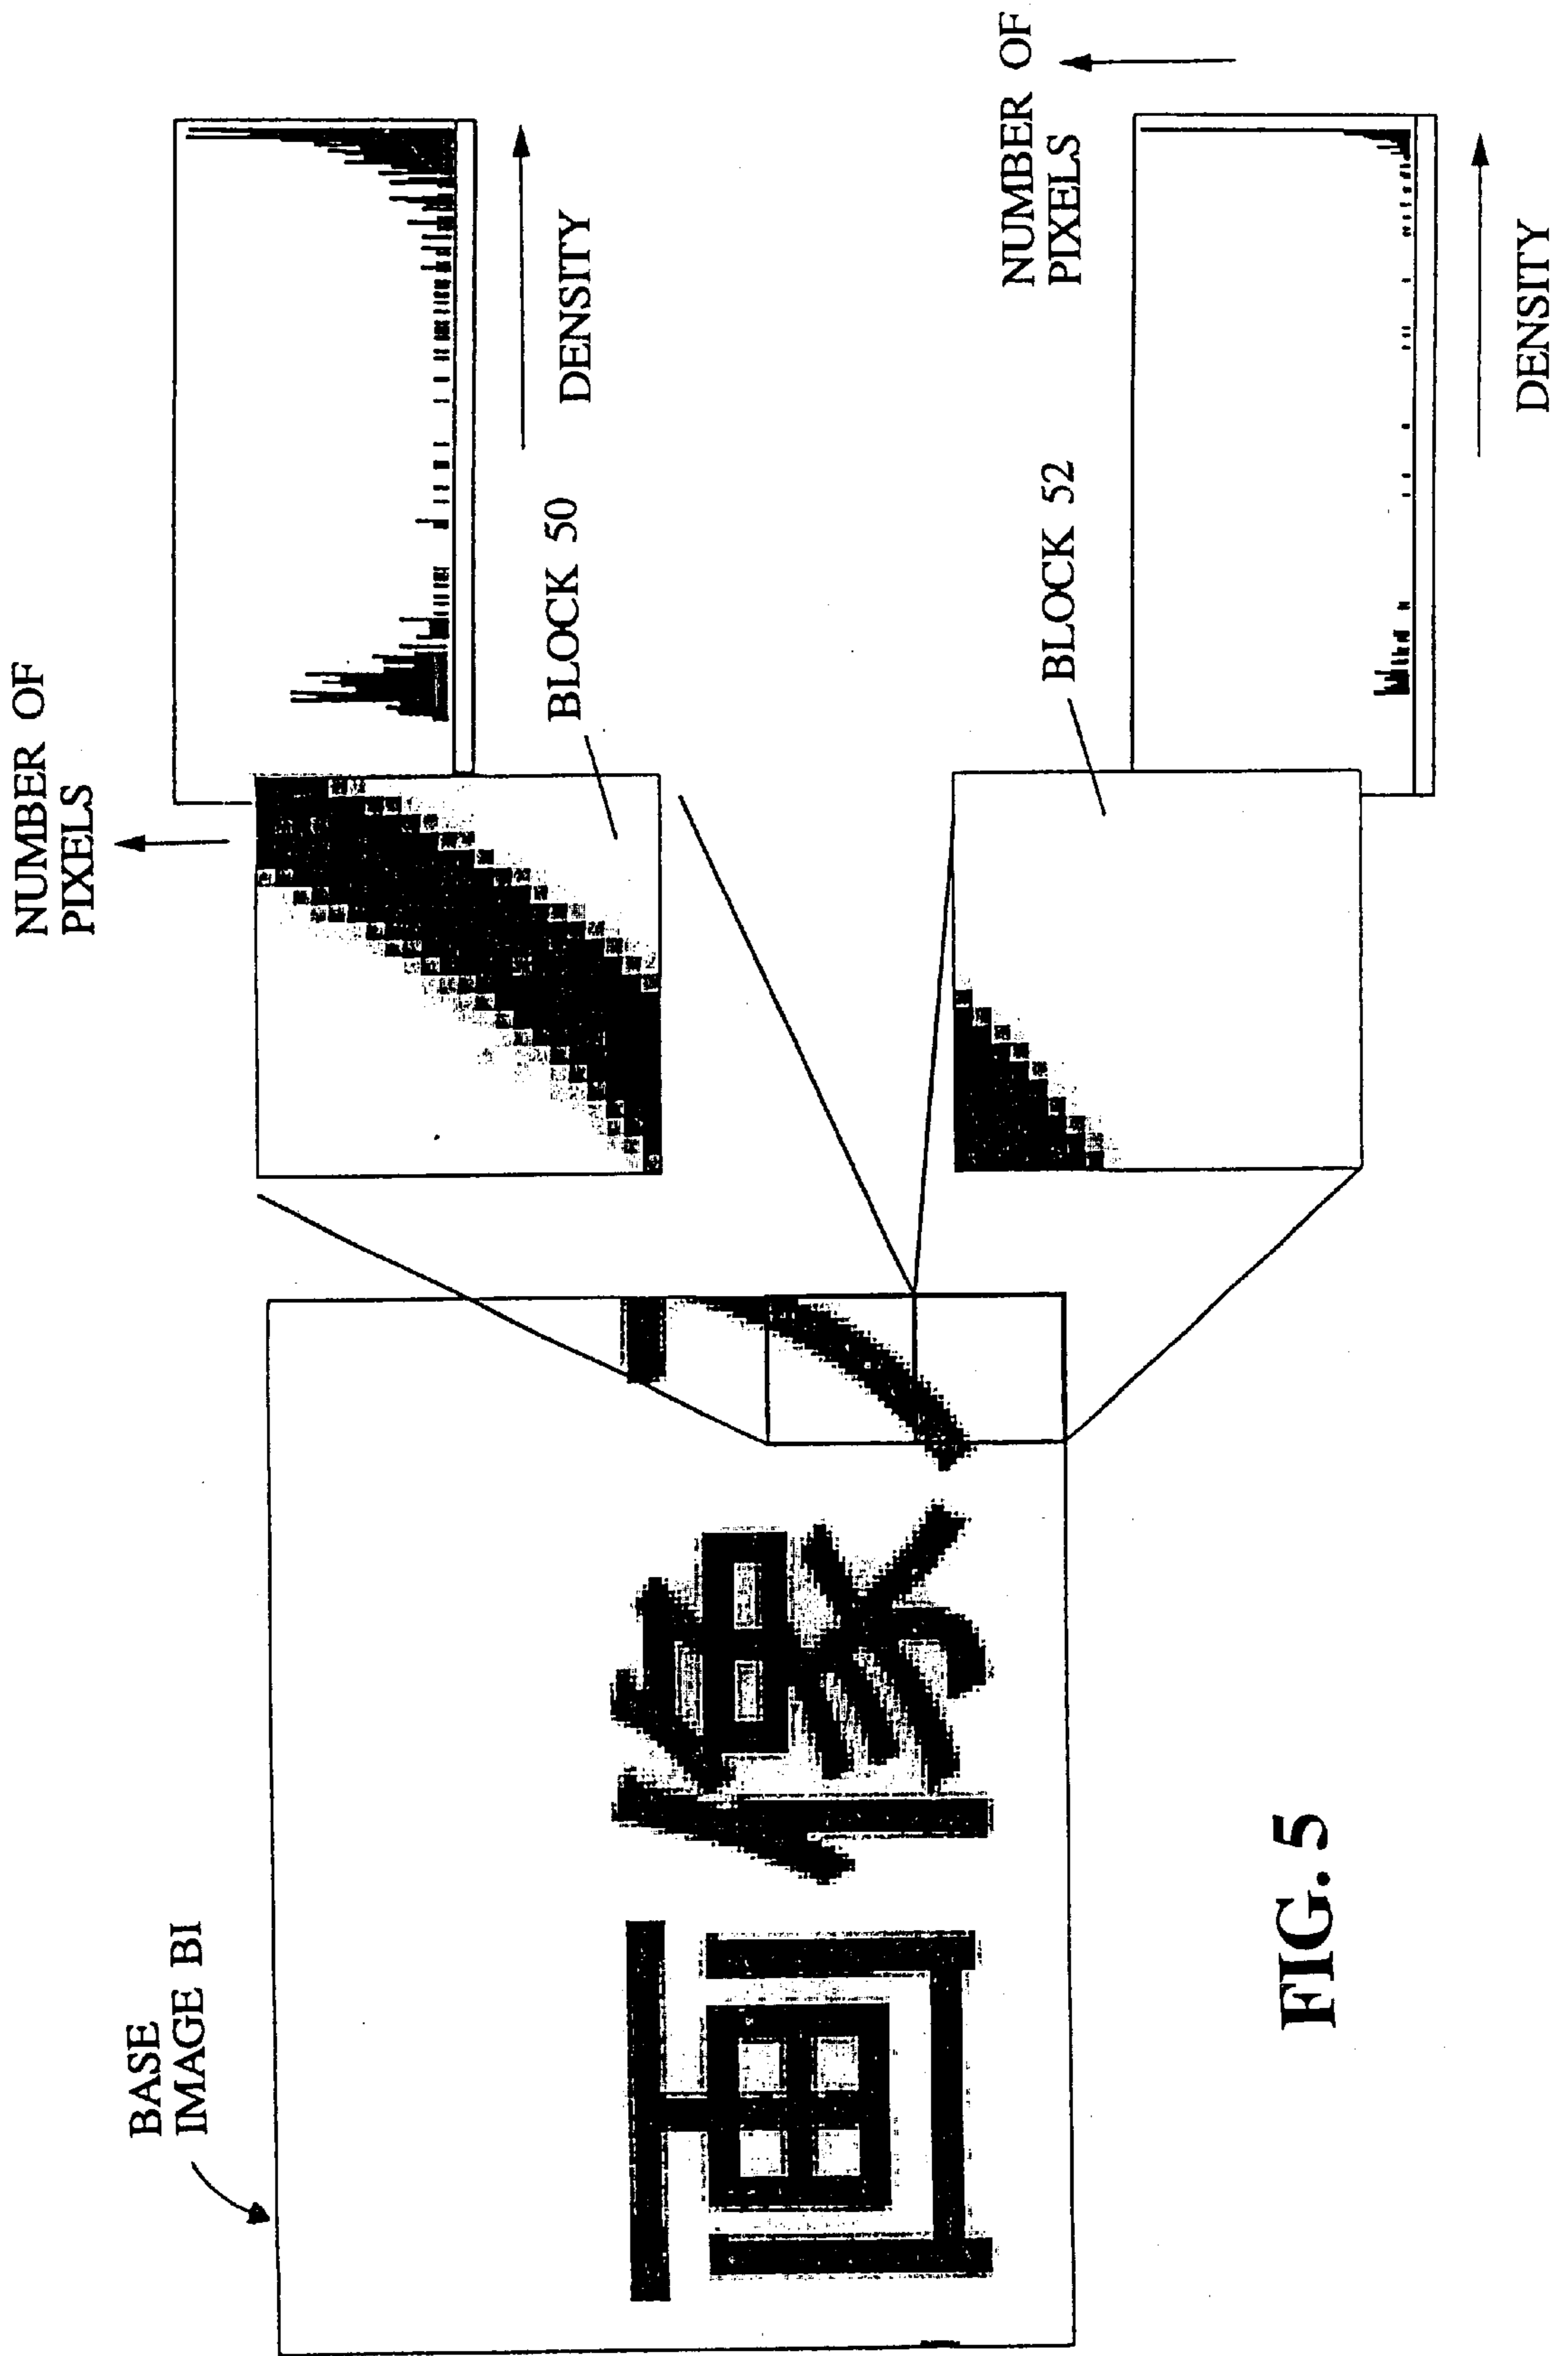 NUMBER OF
PIXELS
BASE
IMAGE BI
BLOCK 50
DENSITY
画像
NUMBER OF
PIXELS
BLOCK 52
DENSITY
FIG. 5